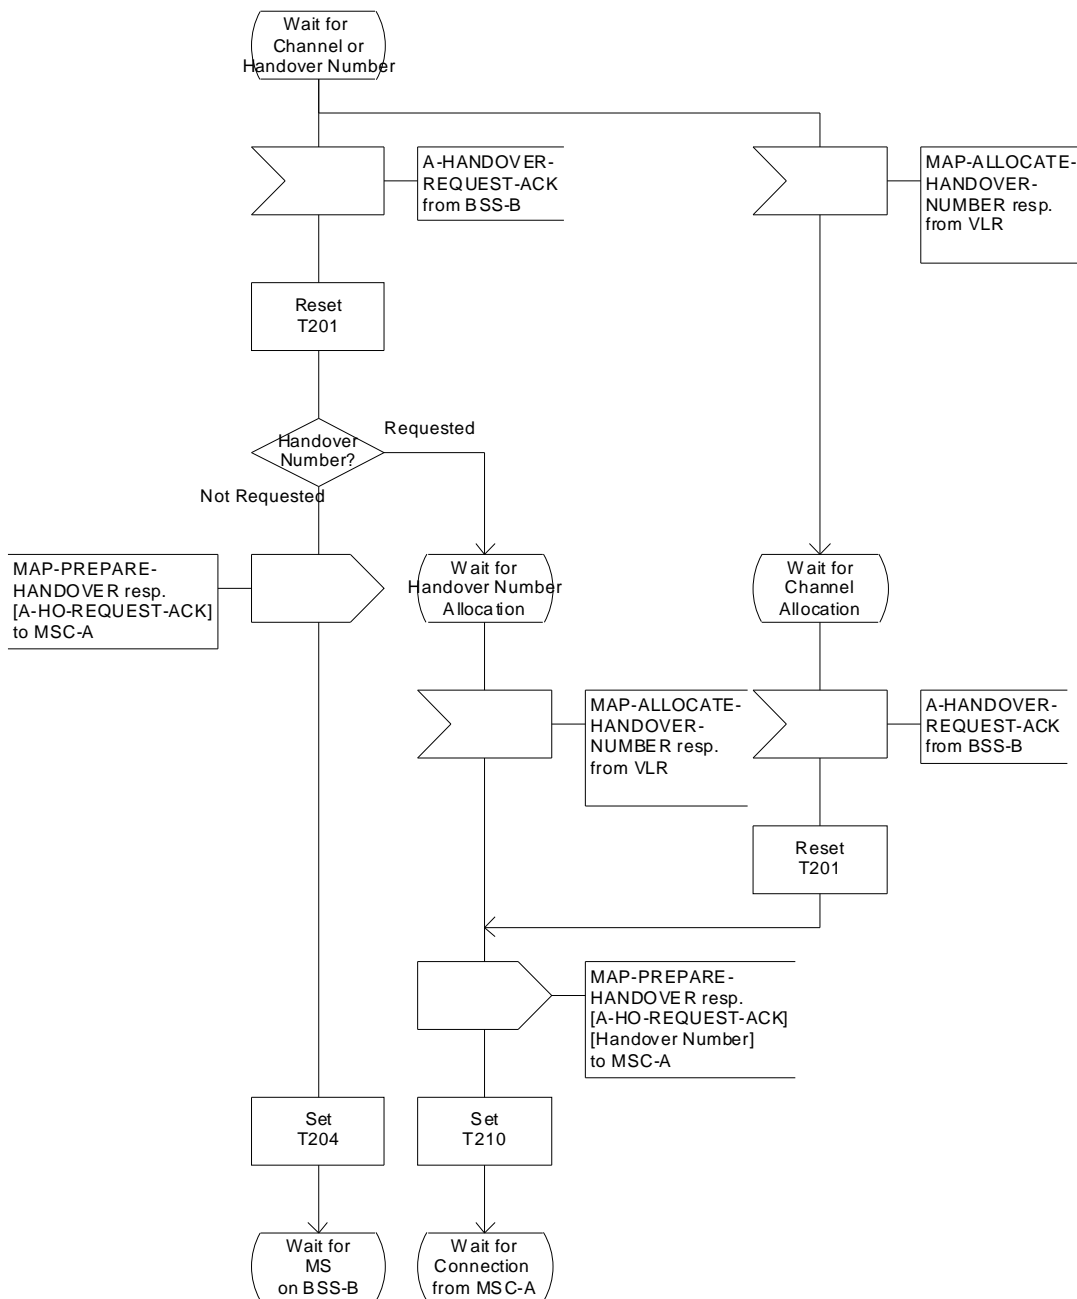 Wait for
Channel or
Handover Number
A-HANDOVER-
REQUEST-ACK
from BSS-B
MAP-ALLOCATE-
HANDOVER-
NUMBER resp.
from VLR
Reset
T201
Handover
Number?
Requested
Not Requested
MAP-PREPARE-
HANDOVER resp.
[A-HO-REQUEST-ACK]
to MSC-A
Wait for
Handover Number
Allocation
Wait for
Channel
Allocation
MAP-ALLOCATE-
HANDOVER-
NUMBER resp.
from VLR
A-HANDOVER-
REQUEST-ACK
from BSS-B
Reset
T201
MAP-PREPARE-
HANDOVER resp.
[A-HO-REQUEST-ACK]
[Handover Number]
to MSC-A
Set
T204
Set
T210
Wait for
MS
on BSS-B
Wait for
Connection
from MSC-A